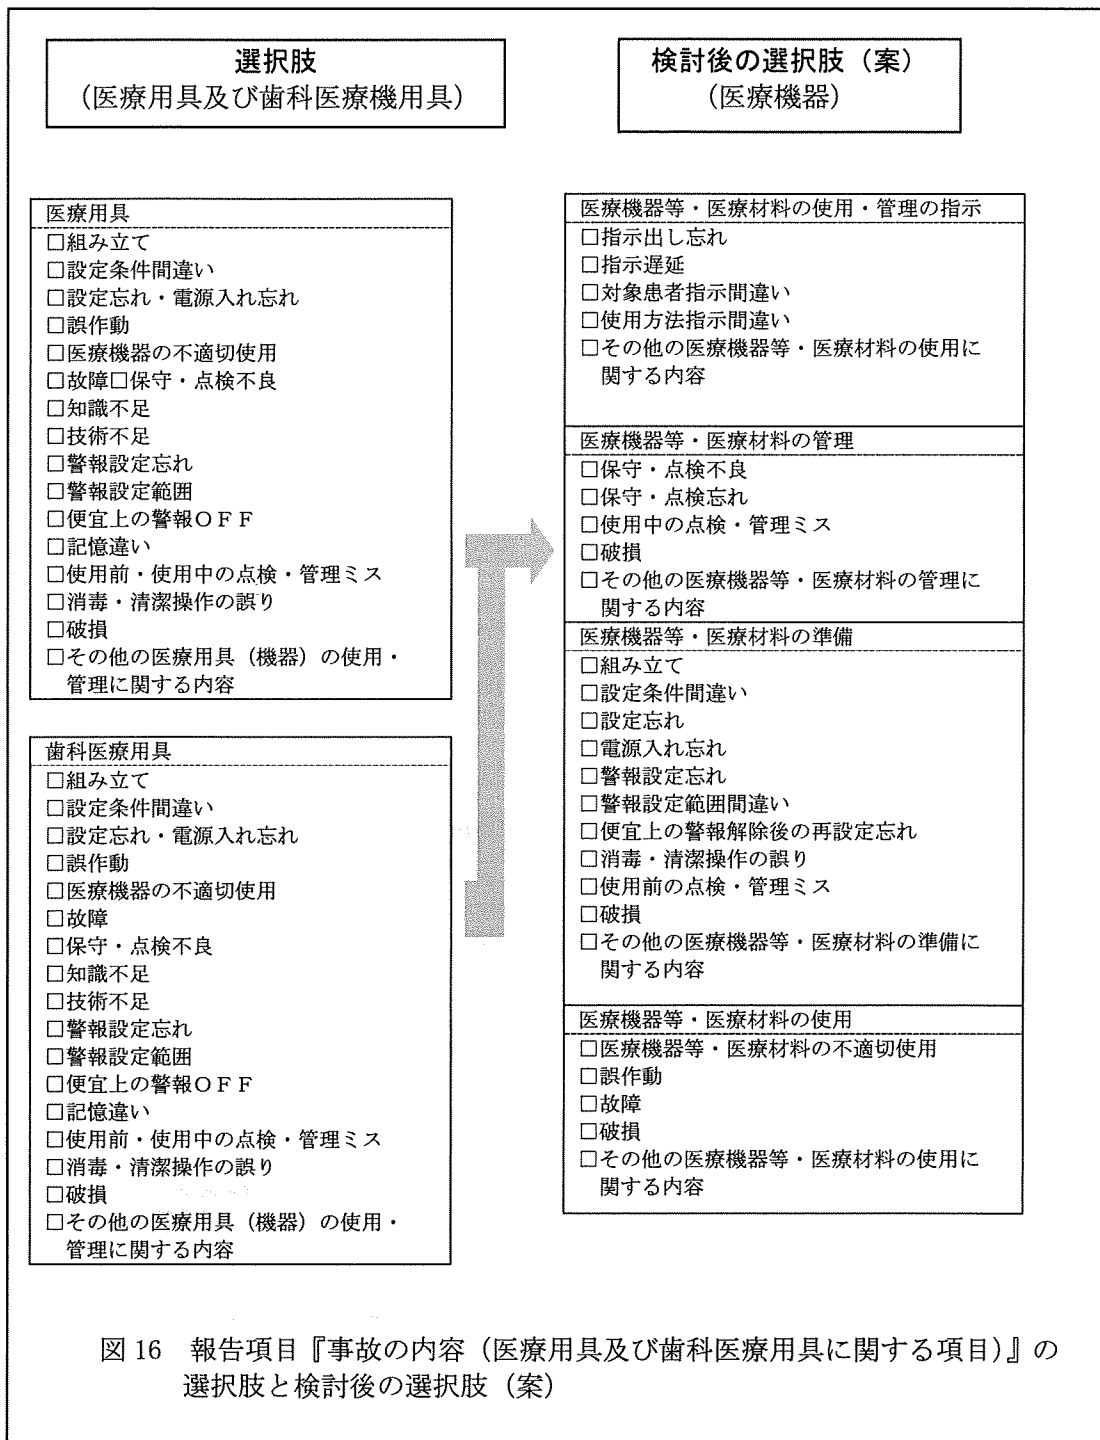 選択肢
（医療用具及び歯科医療機用具）
検討後の選択肢（案）
（医療機器）
医療用具
□組み立て
□設定条件間違い
□設定忘れ・電源入れ忘れ
□誤作動
□医療機器の不適切使用
□故障□保守・点検不良
□知識不足
□技術不足
□警報設定忘れ
□警報設定範囲
□便宜上の警報ＯＦＦ
□記憶違い
□使用前・使用中の点検・管理ミス
□消毒・清潔操作の誤り
□破損
□その他の医療用具（機器）の使用・
管理に関する内容
歯科医療用具
□組み立て
□設定条件間違い
□設定忘れ・電源入れ忘れ
□誤作動
□医療機器の不適切使用
□故障
□保守・点検不良
□知識不足
□技術不足
□警報設定忘れ
□警報設定範囲
□便宜上の警報ＯＦＦ
□記憶違い
□使用前・使用中の点検・管理ミス
□消毒・清潔操作の誤り
□破損
□その他の医療用具（機器）の使用・
管理に関する内容
医療機器等・医療材料の使用・管理の指示
□指示出し忘れ
□指示遅延
□対象患者指示間違い
□使用方法指示間違い
□その他の医療機器等・医療材料の使用に
関する内容
医療機器等・医療材料の管理
□保守・点検不良
□保守・点検忘れ
□使用中の点検・管理ミス
□破損
□その他の医療機器等・医療材料の管理に
関する内容
医療機器等・医療材料の準備
□組み立て
□設定条件間違い
□設定忘れ
□電源入れ忘れ
□警報設定忘れ
□警報設定範囲間違い
□便宜上の警報解除後の再設定忘れ
□消毒・清潔操作の誤り
□使用前の点検・管理ミス
□破損
□その他の医療機器等・医療材料の準備に
関する内容
医療機器等・医療材料の使用
□医療機器等・医療材料の不適切使用
□誤作動
□故障
□破損
□その他の医療機器等・医療材料の使用に
関する内容
図 16　報告項目『事故の内容（医療用具及び歯科医療用具に関する項目）』の
選択肢と検討後の選択肢（案）